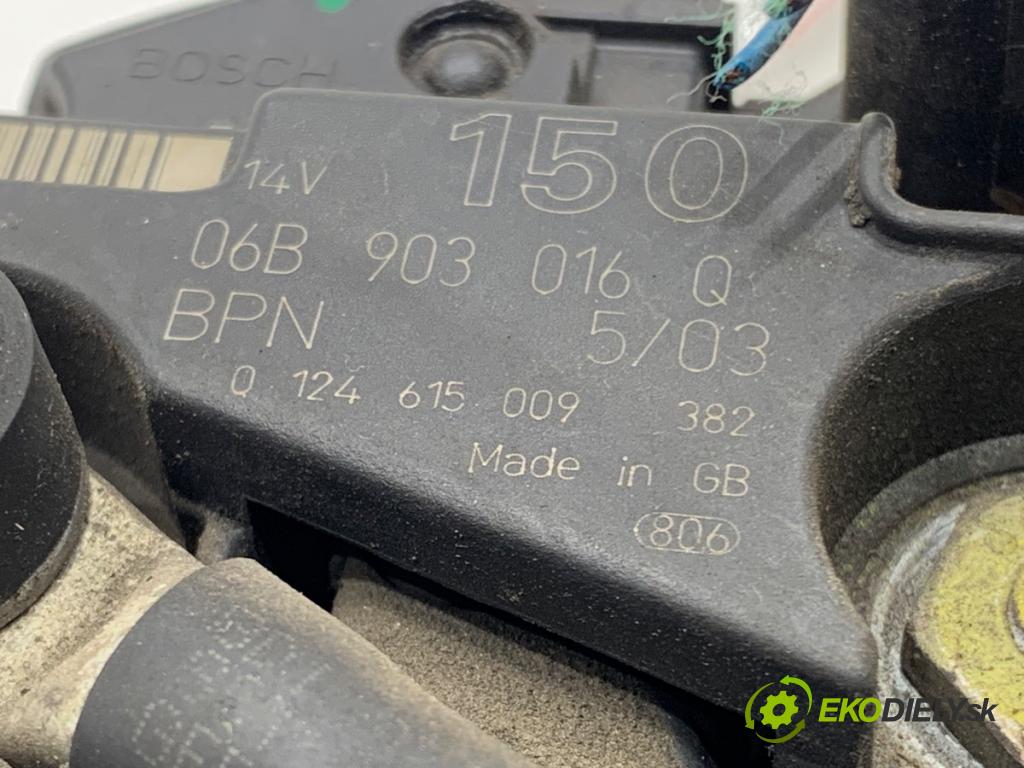 BOSCH
14V 150
06B 903 016 Q
BPN 5/03
0 124 615 009 382
Made in GB
806
EKODIELY.sk